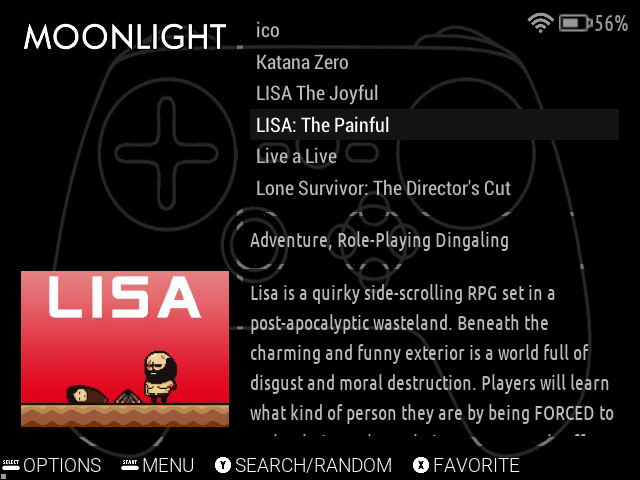 MOONLIGHT
56%
ico
Katana Zero
LISA The Joyful
LISA: The Painful
Live a Live
Lone Survivor: The Director's Cut
Adventure, Role-Playing Dingaling
LISA
Lisa is a quirky side-scrolling RPG set in a
post-apocalyptic wasteland. Beneath the
charming and funny exterior is a world full of
disgust and moral destruction. Players will learn
what kind of person they are by being FORCED to
SELECT OPTIONS START MENU Y SEARCH/RANDOM X FAVORITE